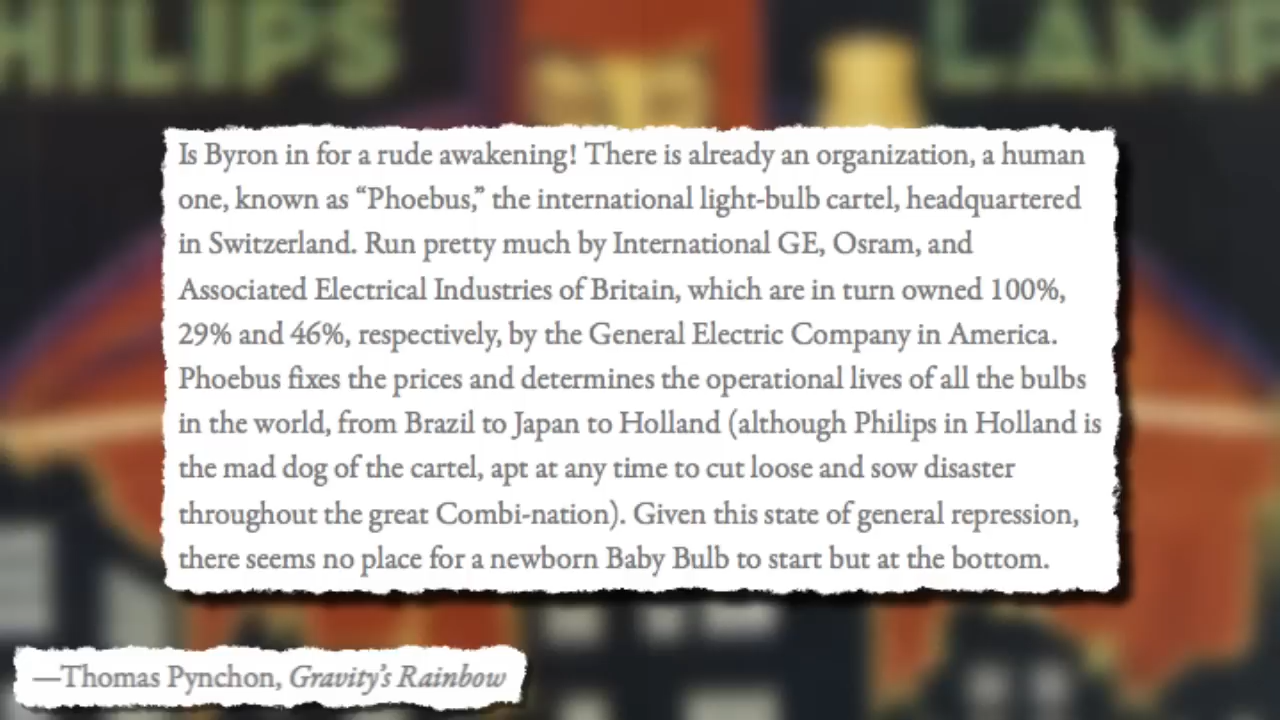 HILIPS LAMP
Is Byron in for a rude awakening! There is already an organization, a human
one, known as “Phoebus,” the international light-bulb cartel, headquartered
in Switzerland. Run pretty much by International GE, Osram, and
Associated Electrical Industries of Britain, which are in turn owned 100%,
29% and 46%, respectively, by the General Electric Company in America.
Phoebus fixes the prices and determines the operational lives of all the bulbs
in the world, from Brazil to Japan to Holland (although Philips in Holland is
the mad dog of the cartel, apt at any time to cut loose and sow disaster
throughout the great Combi-nation). Given this state of general repression,
there seems no place for a newborn Baby Bulb to start but at the bottom.
—Thomas Pynchon, Gravity’s Rainbow